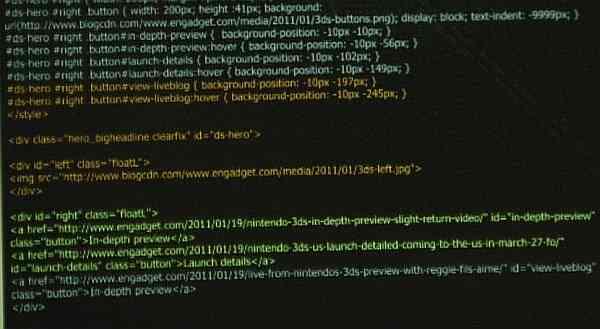 #ds-hero #right .button { width: 200px; height :41px; background:
url(http://www.blogcdn.com/www.engadget.com/media/2011/01/3ds-buttons.png); display: block; text-indent: -9999px; }
#ds-hero #right .button#in-depth-preview { background-position: -10px -10px; }
#ds-hero #right .button#in-depth-preview:hover { background-position: -10px -56px; }
#ds-hero #right .button#launch-details { background-position: -10px -102px; }
#ds-hero #right .button#launch-details:hover { background-position: -10px -149px; }
#ds-hero #right .button#view-liveblog { background-position: -10px -197px; }
#ds-hero #right .button#view-liveblog:hover { background-position: -10px -245px; }
</style>
<div class="hero_bigheadline clearfix" id="ds-hero">
<div id="left" class="floatL">
<img src="http://www.blogcdn.com/www.engadget.com/media/2011/01/3ds-left.jpg">
</div>
<div id="right" class="floatL">
<a href="http://www.engadget.com/2011/01/19/nintendo-3ds-in-depth-preview-slight-return-video/" id="in-depth-preview"
class="button">In-depth preview</a>
<a href="http://www.engadget.com/2011/01/19/nintendo-3ds-us-launch-detailed-coming-to-the-us-in-march-27-fo/"
id="launch-details" class="button">Launch details</a>
<a href="http://www.engadget.com/2011/01/19/live-from-nintendos-3ds-preview-with-reggie-fils-aime/" id="view-liveblog"
class="button">In-depth preview</a>
</div>